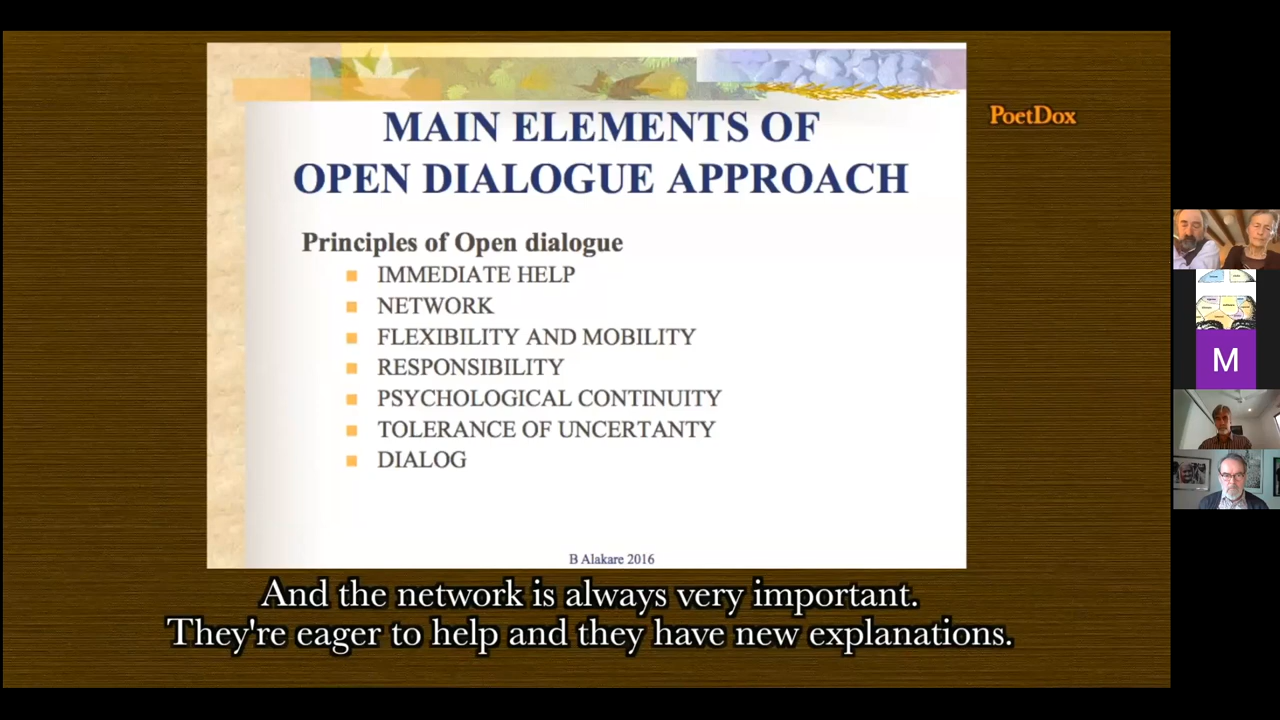 MAIN ELEMENTS OF
OPEN DIALOGUE APPROACH
PoetDox
Principles of Open dialogue
IMMEDIATE HELP
NETWORK
FLEXIBILITY AND MOBILITY
RESPONSIBILITY
PSYCHOLOGICAL CONTINUITY
TOLERANCE OF UNCERTANTY
DIALOG
M
B Alakare 2016
And the network is always very important.
They're eager to help and they have new explanations.